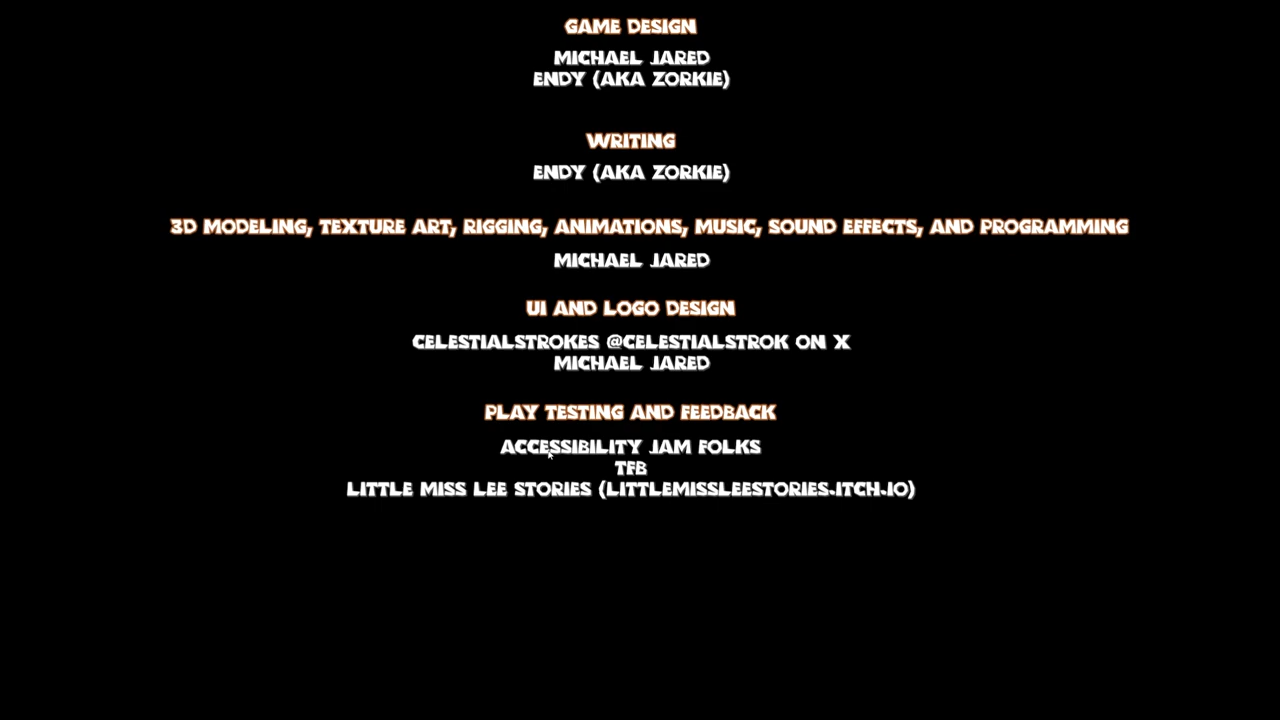 GAME DESIGN
MICHAEL JARED
ENDY (AKA ZORKIE)
WRITING
ENDY (AKA ZORKIE)
3D MODELING, TEXTURE ART, RIGGING, ANIMATIONS, MUSIC, SOUND EFFECTS, AND PROGRAMMING
MICHAEL JARED
UI AND LOGO DESIGN
CELESTIALSTROKES @CELESTIALSTROK ON X
MICHAEL JARED
PLAY TESTING AND FEEDBACK
ACCESSIBILITY JAM FOLKS
TFB
LITTLE MISS LEE STORIES (LITTLEMISSLEESTORIES.ITCH.IO)